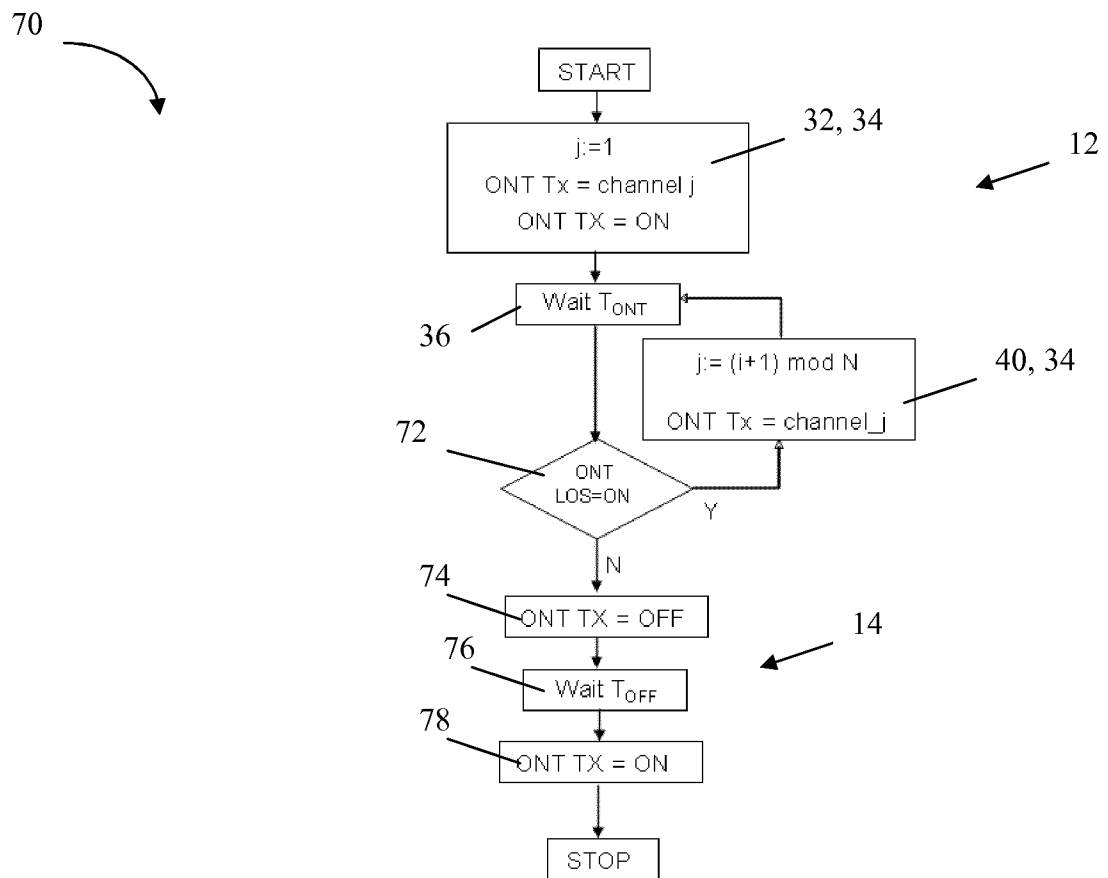 70
START
32, 34
j:=1
ONT Tx = channel j
ONT TX = ON
12
Wait TONT
36
j:= (i+1) mod N
ONT Tx = channel_j
40, 34
72
ONT
LOS=ON
Y
N
74
ONT TX = OFF
14
76
Wait TOFF
78
ONT TX = ON
STOP